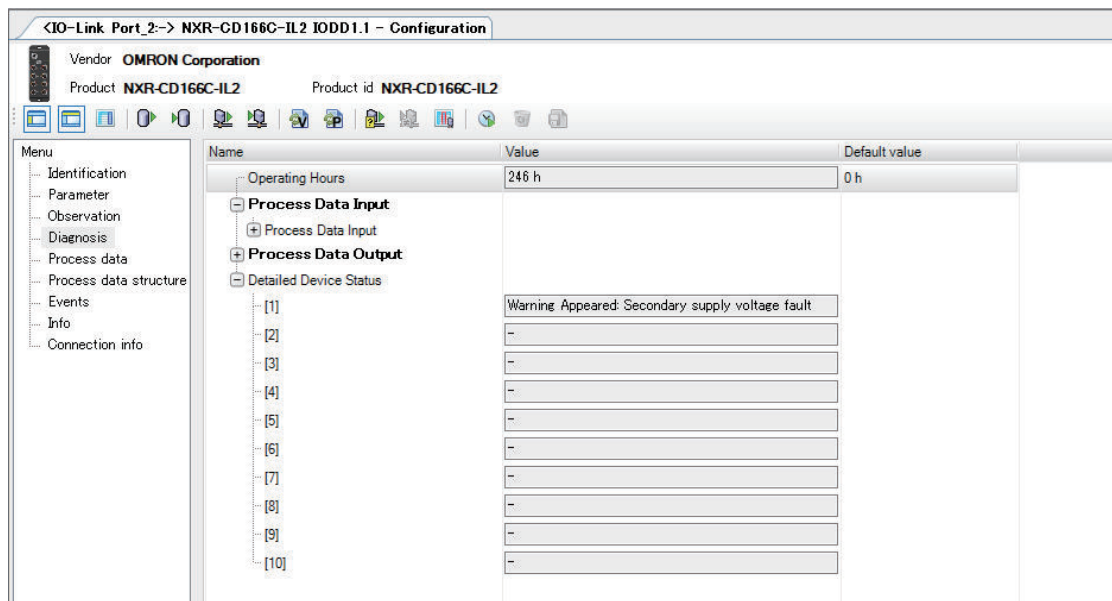 <IO-Link Port_2:-> NXR-CD166C-IL2 IODD1.1 - Configuration
Vendor OMRON Corporation
Product NXR-CD166C-IL2 Product id NXR-CD166C-IL2
Menu
Identification
Parameter
Observation
Diagnosis
Process data
Process data structure
Events
Info
Connection info
Name Value Default value
Operating Hours 246 h 0 h
Process Data Input
Process Data Input
Process Data Output
Detailed Device Status
[1] Warning Appeared: Secondary supply voltage fault
[2] -
[3] -
[4] -
[5] -
[6] -
[7] -
[8] -
[9] -
[10] -